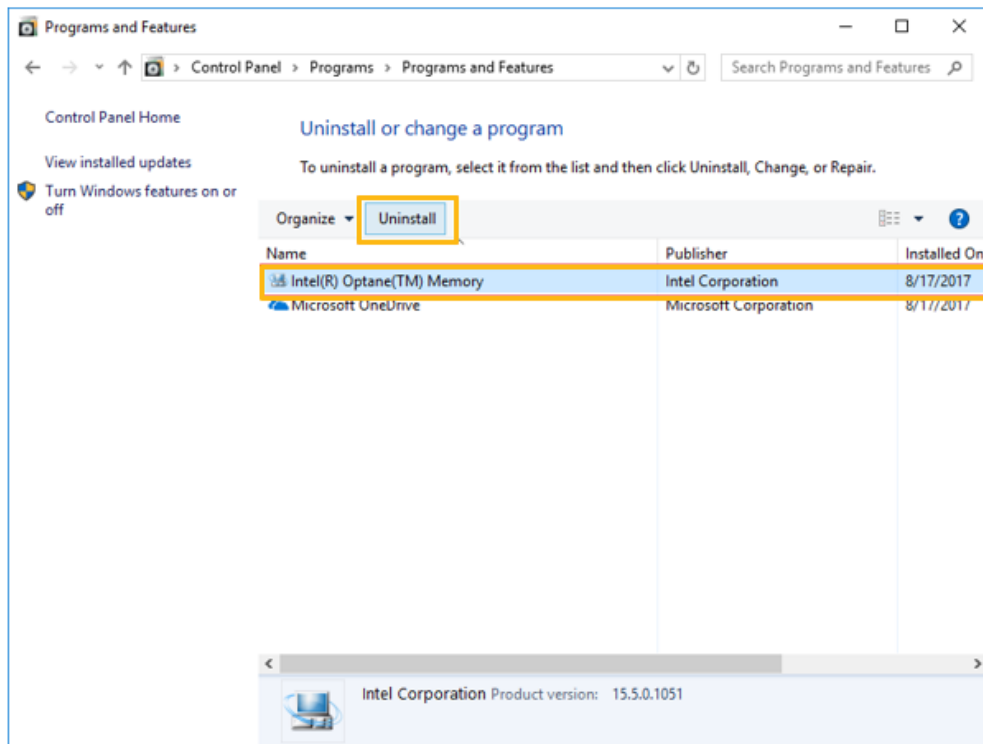 Programs and Features
Control Panel > Programs > Programs and Features
Search Programs and Features
Control Panel Home
View installed updates
Turn Windows features on or
off
Uninstall or change a program
To uninstall a program, select it from the list and then click Uninstall, Change, or Repair.
Organize Uninstall
?
Name Publisher Installed On
Intel(R) Optane(TM) Memory Intel Corporation 8/17/2017
Microsoft OneDrive Microsoft Corporation 8/17/2017
Intel Corporation Product version: 15.5.0.1051